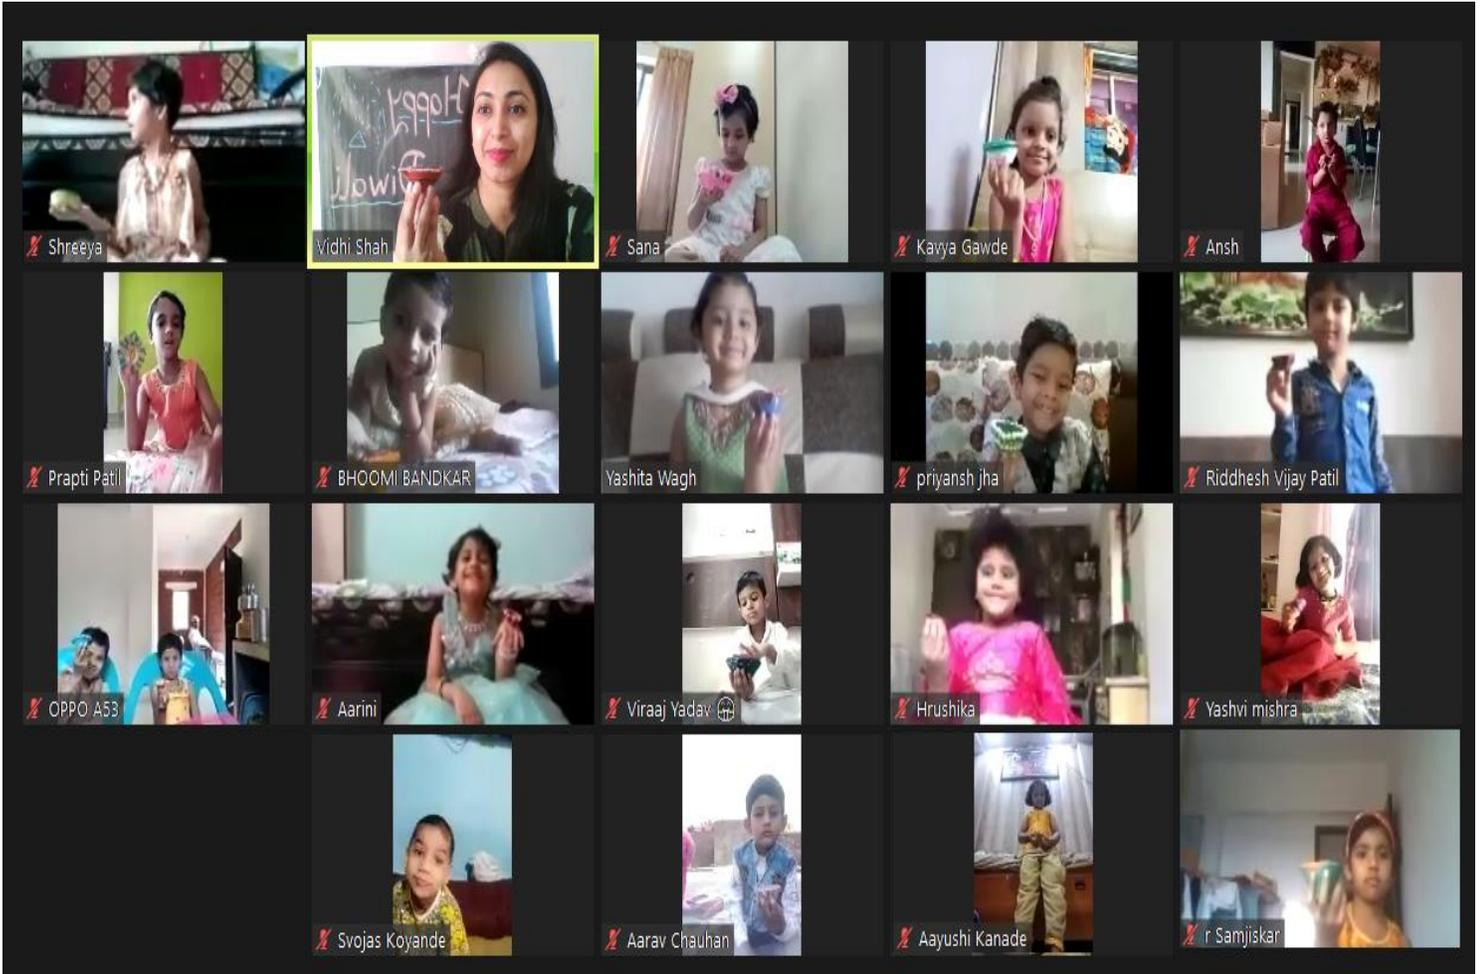 Happy
Diwali
Shreeya
Vidhi Shah
Sana
Kavya Gawde
Ansh
Prapti Patil
BHOOMI BANDKAR
Yashita Wagh
priyansh jha
Riddhesh Vijay Patil
OPPO A53
Aarini
Viraaj Yadav
Hrushika
Yashvi mishra
Svojas Koyande
Aarav Chauhan
Aayushi Kanade
r Samjiskar